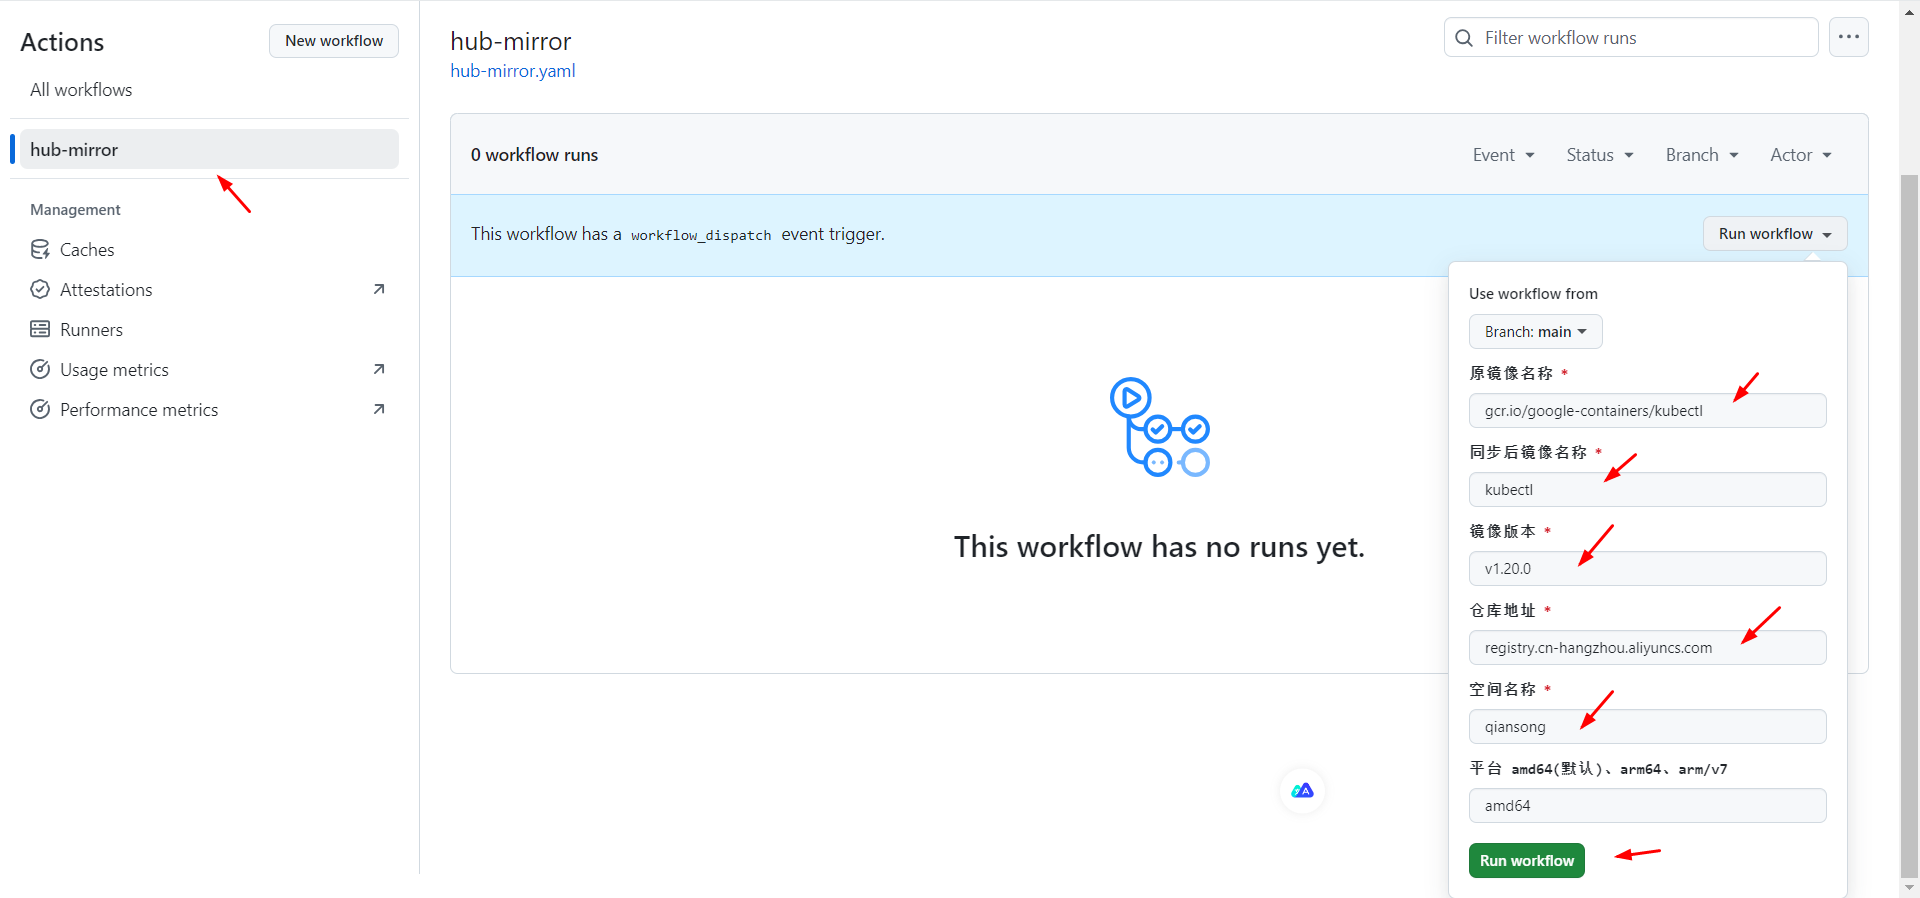 Actions
New workflow
All workflows
hub-mirror
Management
Caches
Attestations
Runners
Usage metrics
Performance metrics
hub-mirror
hub-mirror.yaml
Filter workflow runs
0 workflow runs
Event
Status
Branch
Actor
This workflow has a workflow_dispatch event trigger.
Run workflow
This workflow has no runs yet.
Use workflow from
Branch: main
原镜像名称 *
gcr.io/google-containers/kubectl
同步后镜像名称 *
kubectl
镜像版本 *
v1.20.0
仓库地址 *
registry.cn-hangzhou.aliyuncs.com
空间名称 *
qiansong
平台 amd64(默认)、arm64、arm/v7
amd64
Run workflow